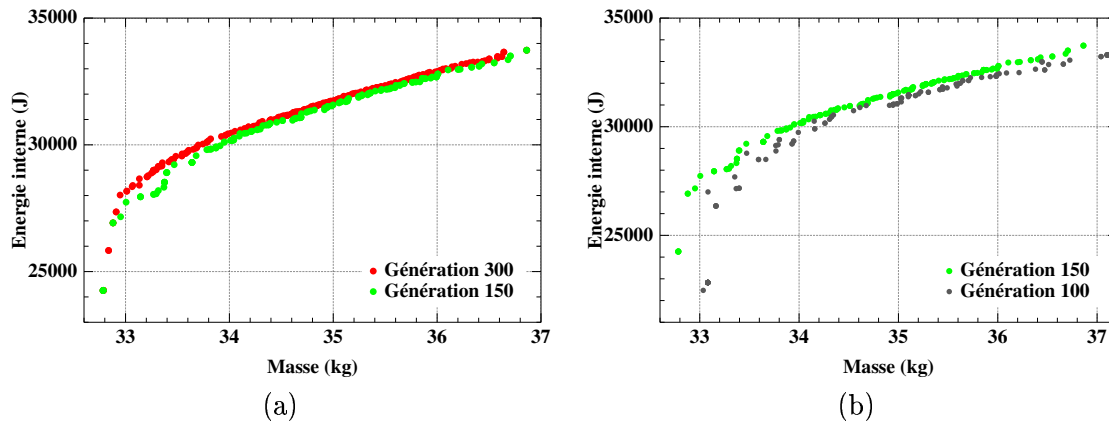 35000
30000
25000
Energie interne (J)
33 34 35 36 37
Masse (kg)
Génération 300
Génération 150
(a)
35000
30000
25000
Energie interne (J)
33 34 35 36 37
Masse (kg)
Génération 150
Génération 100
(b)